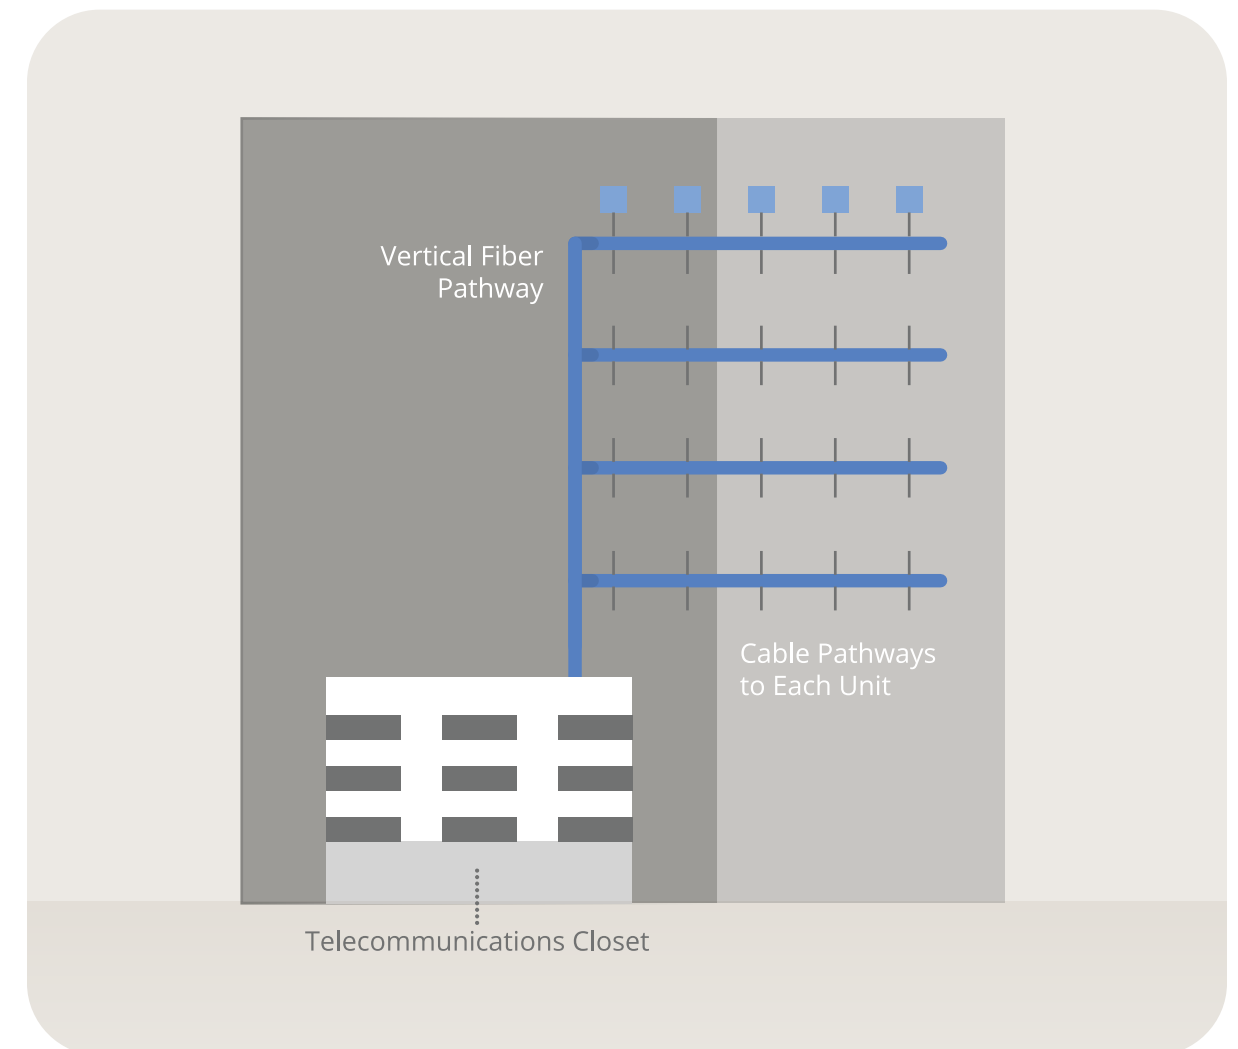 Vertical Fiber
Pathway
Cable Pathways
to Each Unit
Telecommunications Closet